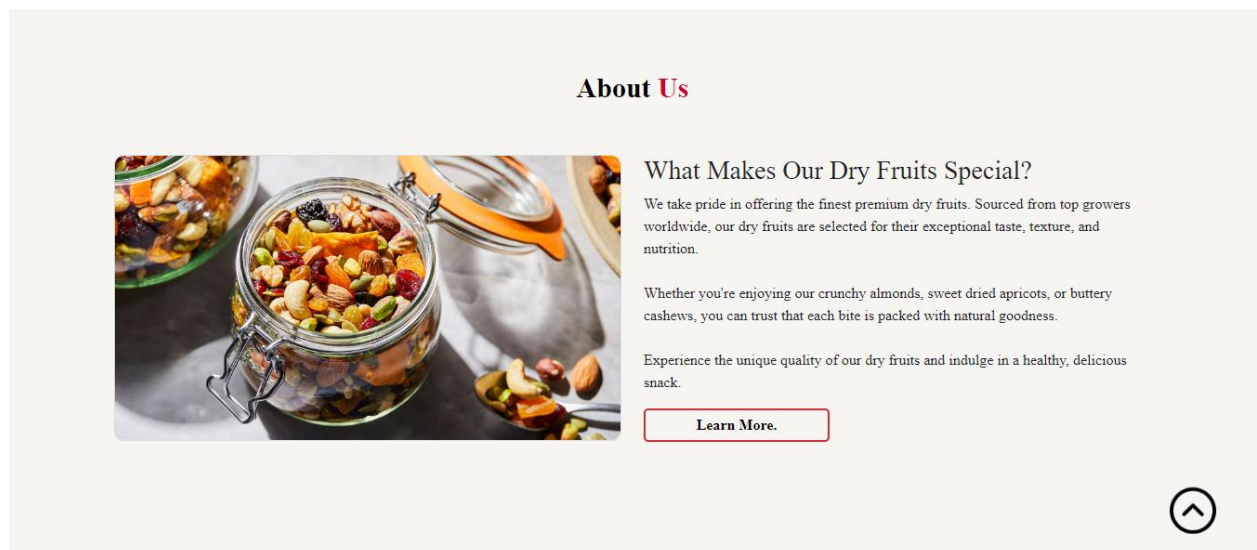 About Us
What Makes Our Dry Fruits Special?
We take pride in offering the finest premium dry fruits. Sourced from top growers
worldwide, our dry fruits are selected for their exceptional taste, texture, and
nutrition.
Whether you're enjoying our crunchy almonds, sweet dried apricots, or buttery
cashews, you can trust that each bite is packed with natural goodness.
Experience the unique quality of our dry fruits and indulge in a healthy, delicious
snack.
Learn More.